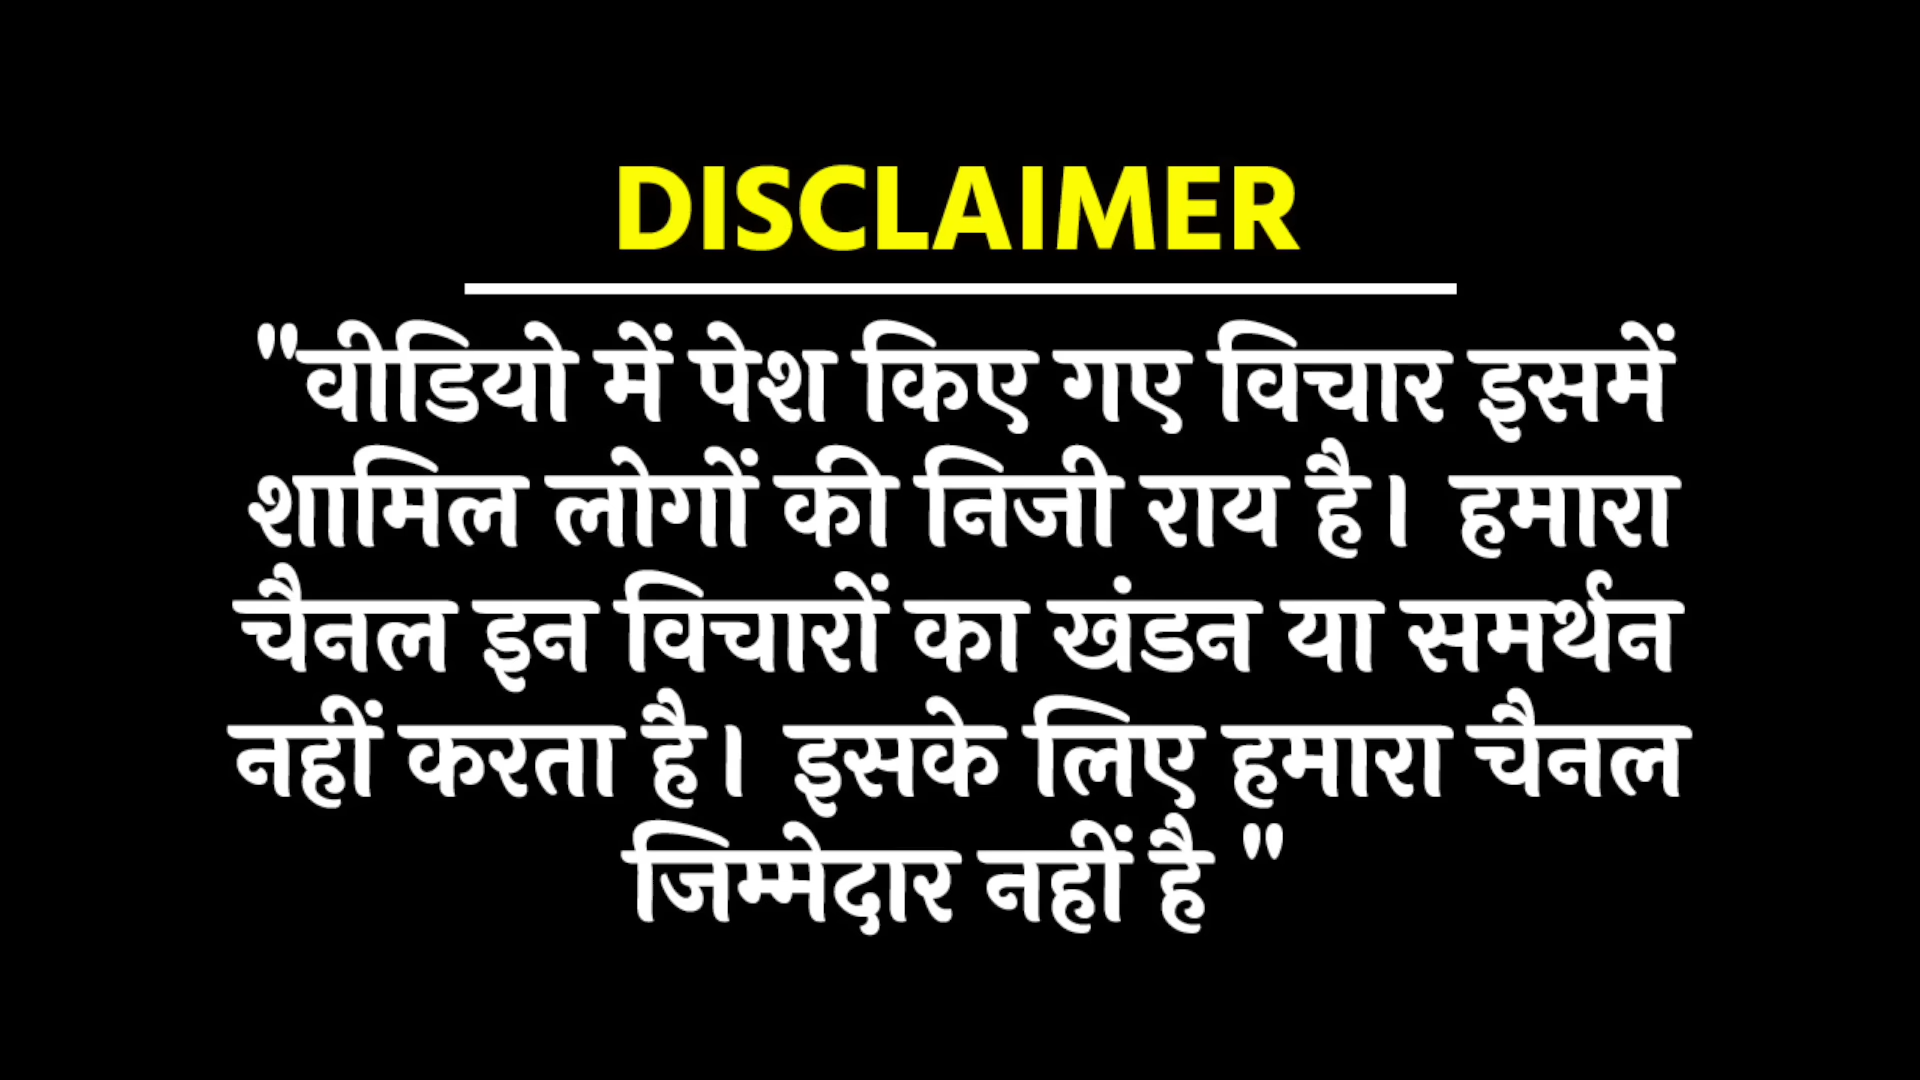 DISCLAIMER
"वीडियो में पेश किए गए विचार इसमें
शामिल लोगों की निजी राय है। हमारा
चैनल इन विचारों का खंडन या समर्थन
नहीं करता है। इसके लिए हमारा चैनल
जिम्मेदार नहीं है "